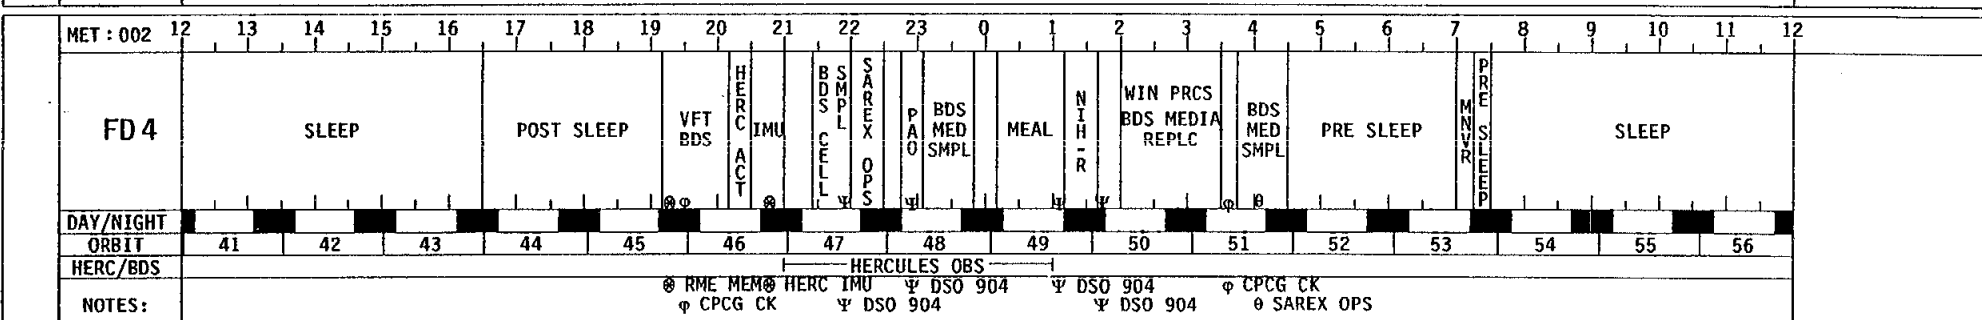 MET:002 12 13 14 15 16 17 18 19 20 21 22 23 0 1 2 3 4 5 6 7 8 9 10 11 12
FD4
SLEEP
POST SLEEP
VFT
BDS
HERC ACT
IMU
BDS CELL
SMPL
SAREX OPS
PAO
BDS
MED
SMPL
MEAL
NIH-R
WIN PRCS
BDS MEDIA
REPLC
BDS
MED
SMPL
PRE SLEEP
MNVR
PRE SLEEP
SLEEP
⊗ φ ⊗ Ψ Ψ Ψ Ψ φ θ
DAY/NIGHT
ORBIT 41 42 43 44 45 46 47 48 49 50 51 52 53 54 55 56
HERC/BDS HERCULES OBS
NOTES:
⊗ RME MEM ⊗ HERC IMU Ψ DSO 904 Ψ DSO 904 φ CPCG CK
φ CPCG CK Ψ DSO 904 Ψ DSO 904 θ SAREX OPS